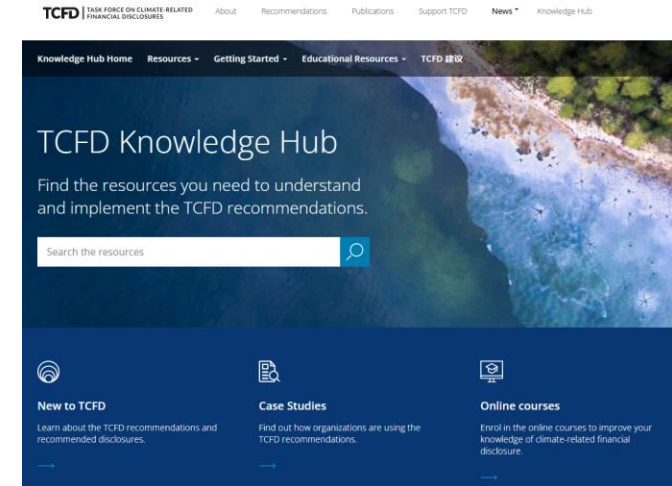 TCFD TASK FORCE ON CLIMATE-RELATED
FINANCIAL DISCLOSURES
About Recommendations Publications Support TCFD News Knowledge Hub
Knowledge Hub Home Resources Getting Started Educational Resources TCFD 建议
TCFD Knowledge Hub
Find the resources you need to understand
and implement the TCFD recommendations.
Search the resources
New to TCFD
Learn about the TCFD recommendations and
recommended disclosures.
Case Studies
Find out how organizations are using the
TCFD recommendations.
Online courses
Enrol in the online courses to improve your
knowledge of climate-related financial
disclosure.